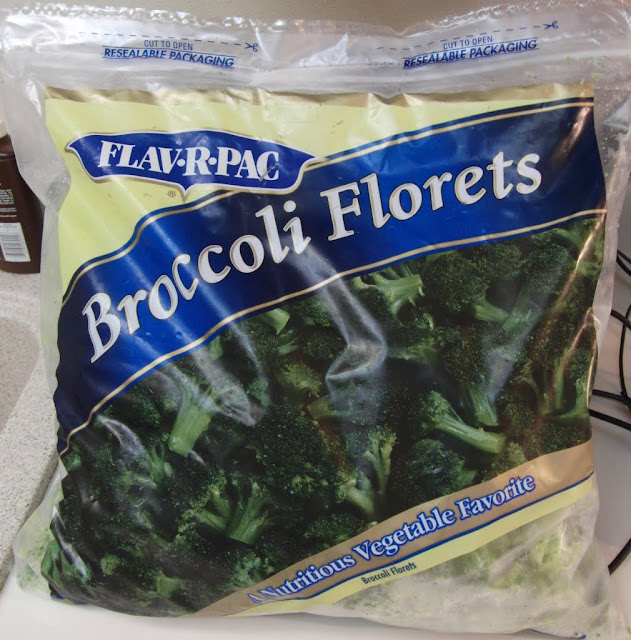 CUT TO OPEN
RESEALABLE PACKAGING
CUT TO OPEN
RESEALABLE PACKAGING
FLAV·R·PAC
®
Broccoli Florets
A Nutritious Vegetable Favorite
Broccoli Florets